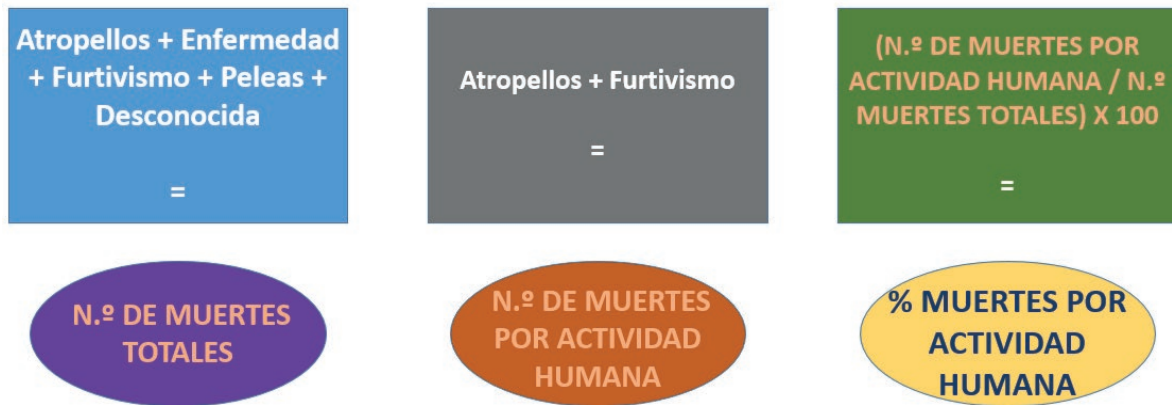 Atropellos + Enfermedad
+ Furtivismo + Peleas +
Desconocida
=
Atropellos + Furtivismo
=
(N.º DE MUERTES POR
ACTIVIDAD HUMANA / N.º
MUERTES TOTALES) X 100
=
N.º DE MUERTES
TOTALES
N.º DE MUERTES
POR ACTIVIDAD
HUMANA
% MUERTES POR
ACTIVIDAD
HUMANA